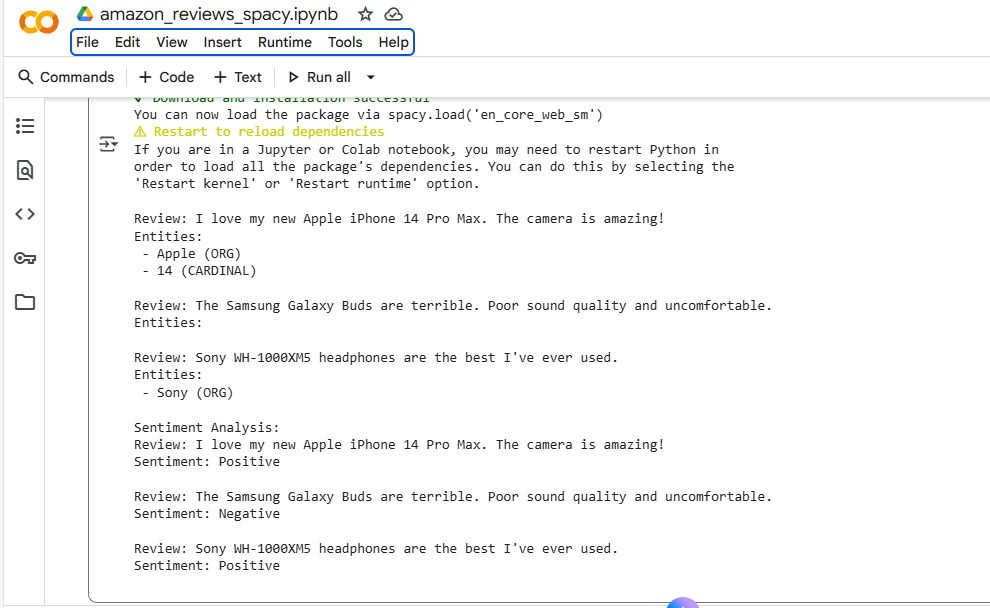 amazon_reviews_spacy.ipynb
File Edit View Insert Runtime Tools Help
Commands + Code + Text Run all
✔ Download and installation successful
You can now load the package via spacy.load('en_core_web_sm')
⚠ Restart to reload dependencies
If you are in a Jupyter or Colab notebook, you may need to restart Python in
order to load all the package's dependencies. You can do this by selecting the
'Restart kernel' or 'Restart runtime' option.
Review: I love my new Apple iPhone 14 Pro Max. The camera is amazing!
Entities:
- Apple (ORG)
- 14 (CARDINAL)
Review: The Samsung Galaxy Buds are terrible. Poor sound quality and uncomfortable.
Entities:
Review: Sony WH-1000XM5 headphones are the best I've ever used.
Entities:
- Sony (ORG)
Sentiment Analysis:
Review: I love my new Apple iPhone 14 Pro Max. The camera is amazing!
Sentiment: Positive
Review: The Samsung Galaxy Buds are terrible. Poor sound quality and uncomfortable.
Sentiment: Negative
Review: Sony WH-1000XM5 headphones are the best I've ever used.
Sentiment: Positive